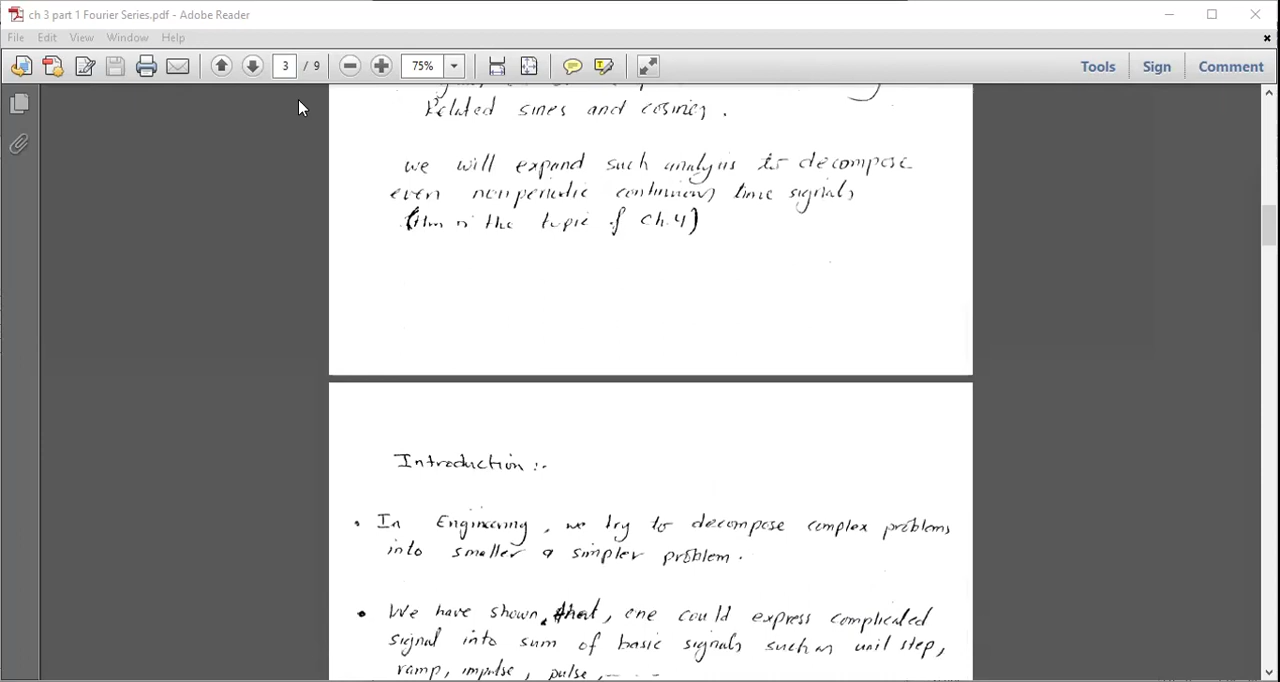 ch 3 part 1 Fourier Series.pdf - Adobe Reader
File Edit View Window Help
3 / 9 75% Tools Sign Comment
Related sines and cosines.
we will expand such analysis to decompose
even nonperiodic continuous time signals
(this is the topic of Ch.4)
Introduction :-
• In Engineering, we try to decompose complex problems
into smaller & simpler problem.
• We have shown that, one could express complicated
signal into sum of basic signals such as unit step,
ramp, impulse, pulse, - - - -